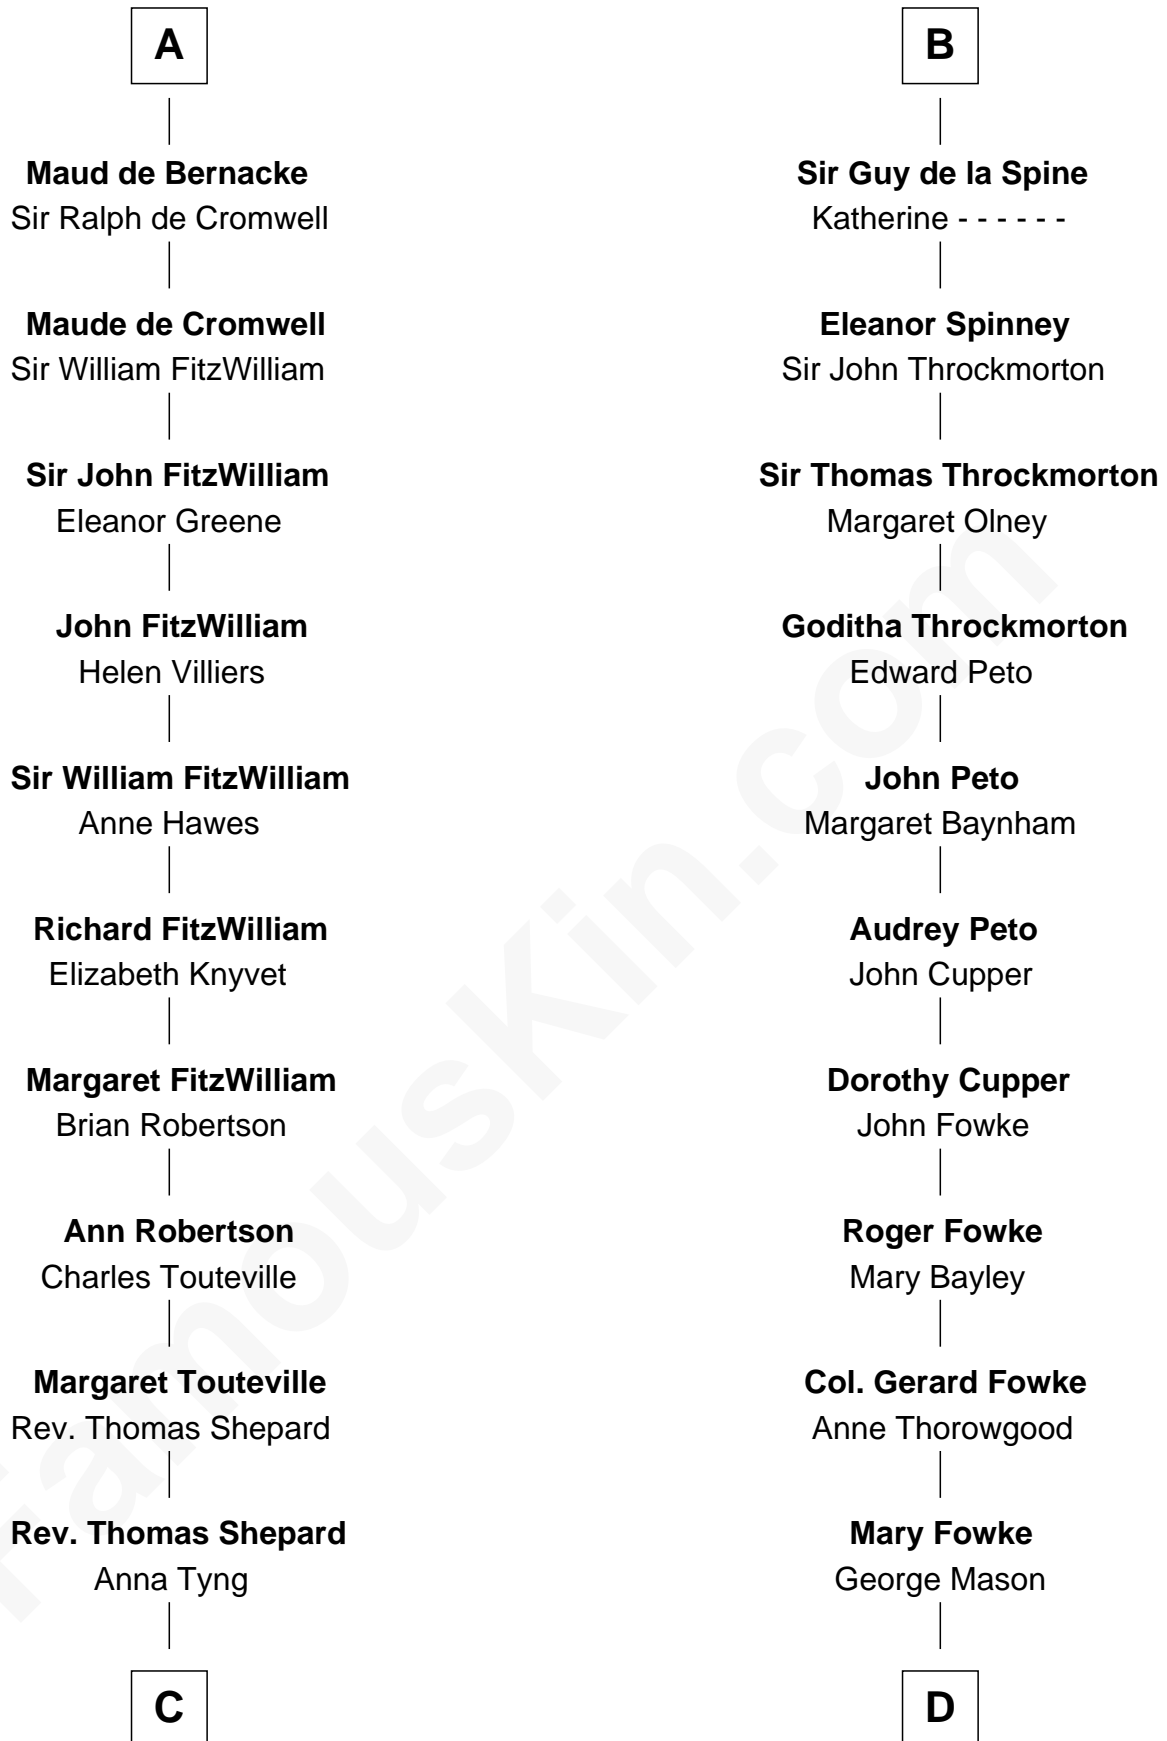 A
Maud de Bernacke
Sir Ralph de Cromwell
Maude de Cromwell
Sir William FitzWilliam
Sir John FitzWilliam
Eleanor Greene
John FitzWilliam
Helen Villiers
Sir William FitzWilliam
Anne Hawes
Richard FitzWilliam
Elizabeth Knyvet
Margaret FitzWilliam
Brian Robertson
Ann Robertson
Charles Touteville
Margaret Touteville
Rev. Thomas Shepard
Rev. Thomas Shepard
Anna Tyng
C
B
Sir Guy de la Spine
Katherine - - - - - -
Eleanor Spinney
Sir John Throckmorton
Sir Thomas Throckmorton
Margaret Olney
Goditha Throckmorton
Edward Peto
John Peto
Margaret Baynham
Audrey Peto
John Cupper
Dorothy Cupper
John Fowke
Roger Fowke
Mary Bayley
Col. Gerard Fowke
Anne Thorowgood
Mary Fowke
George Mason
D
FamousKin.com